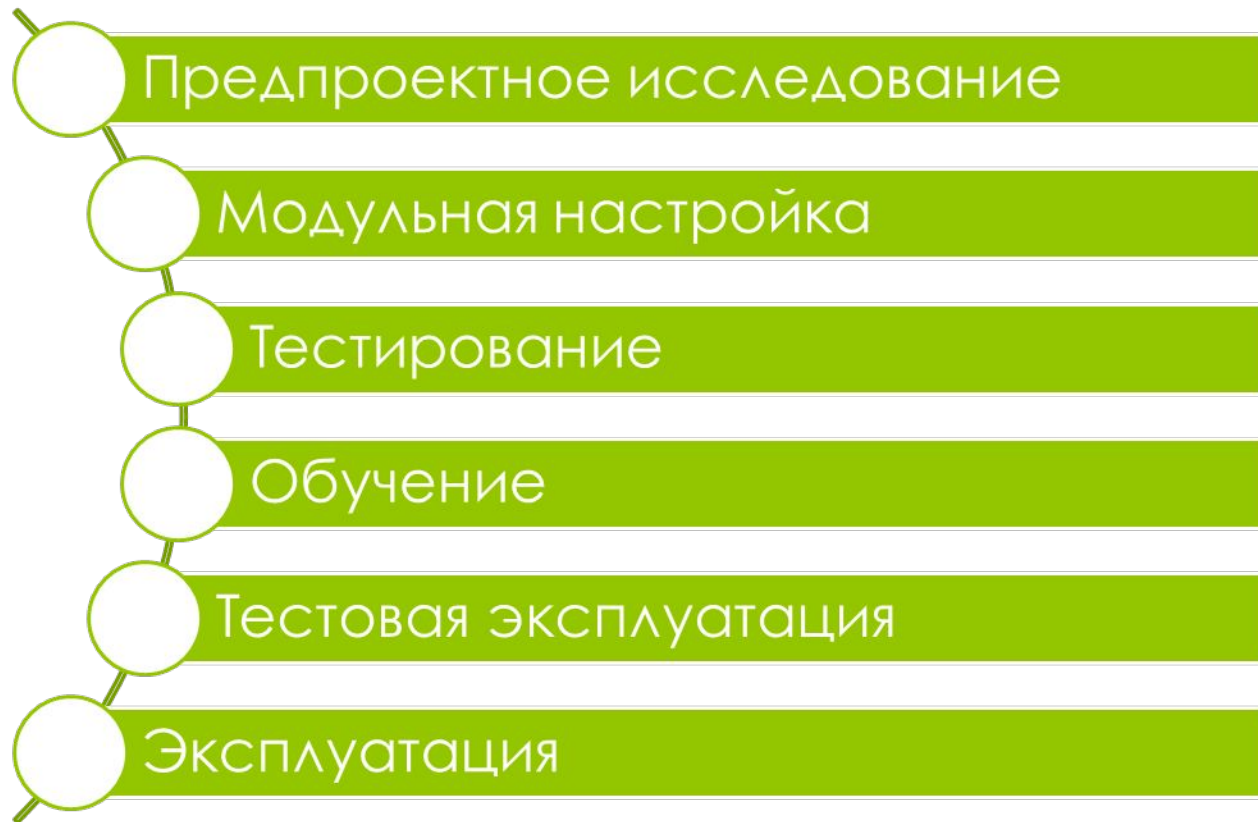 Предпроектное исследование
Модульная настройка
Тестирование
Обучение
Тестовая эксплуатация
Эксплуатация